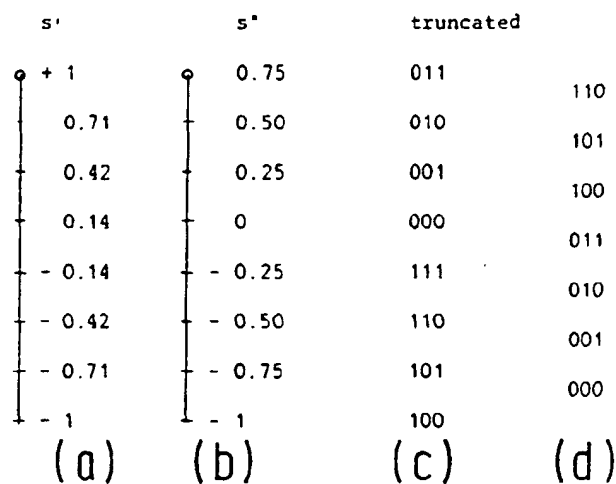 s' s" truncated
+ 1 0.75 011
110
0.71 0.50 010
101
0.42 0.25 001
100
0.14 0 000
011
- 0.14 - 0.25 111
010
- 0.42 - 0.50 110
001
- 0.71 - 0.75 101
000
- 1 - 1 100
(a) (b) (c) (d)